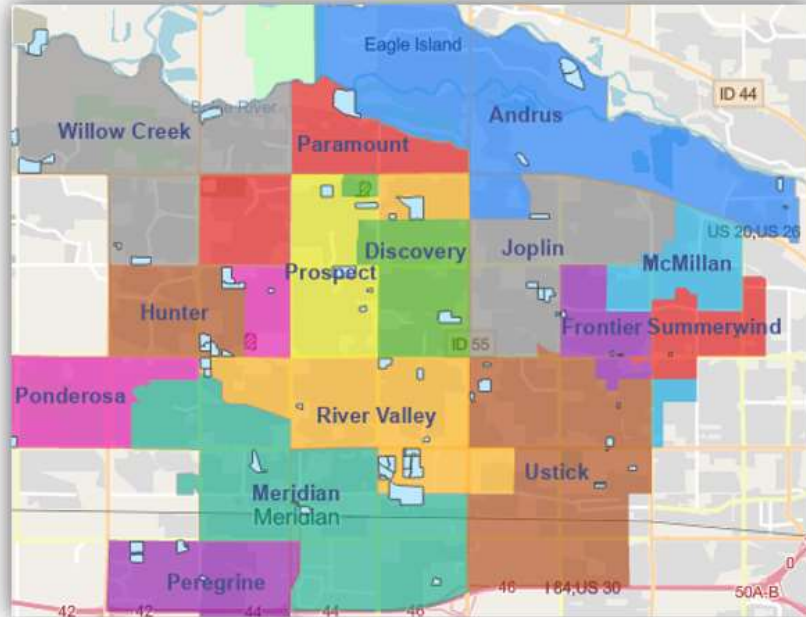 Eagle Island
ID 44
Andrus
Boise River
Willow Creek
Paramount
US 20;US 26
Discovery
Joplin
McMillan
Prospect
Hunter
Frontier
Summerwind
ID 55
Ponderosa
River Valley
Ustick
Meridian
Meridian
Peregrine
46
I 84;US 30
50A-B
0
42
42
44
44
46